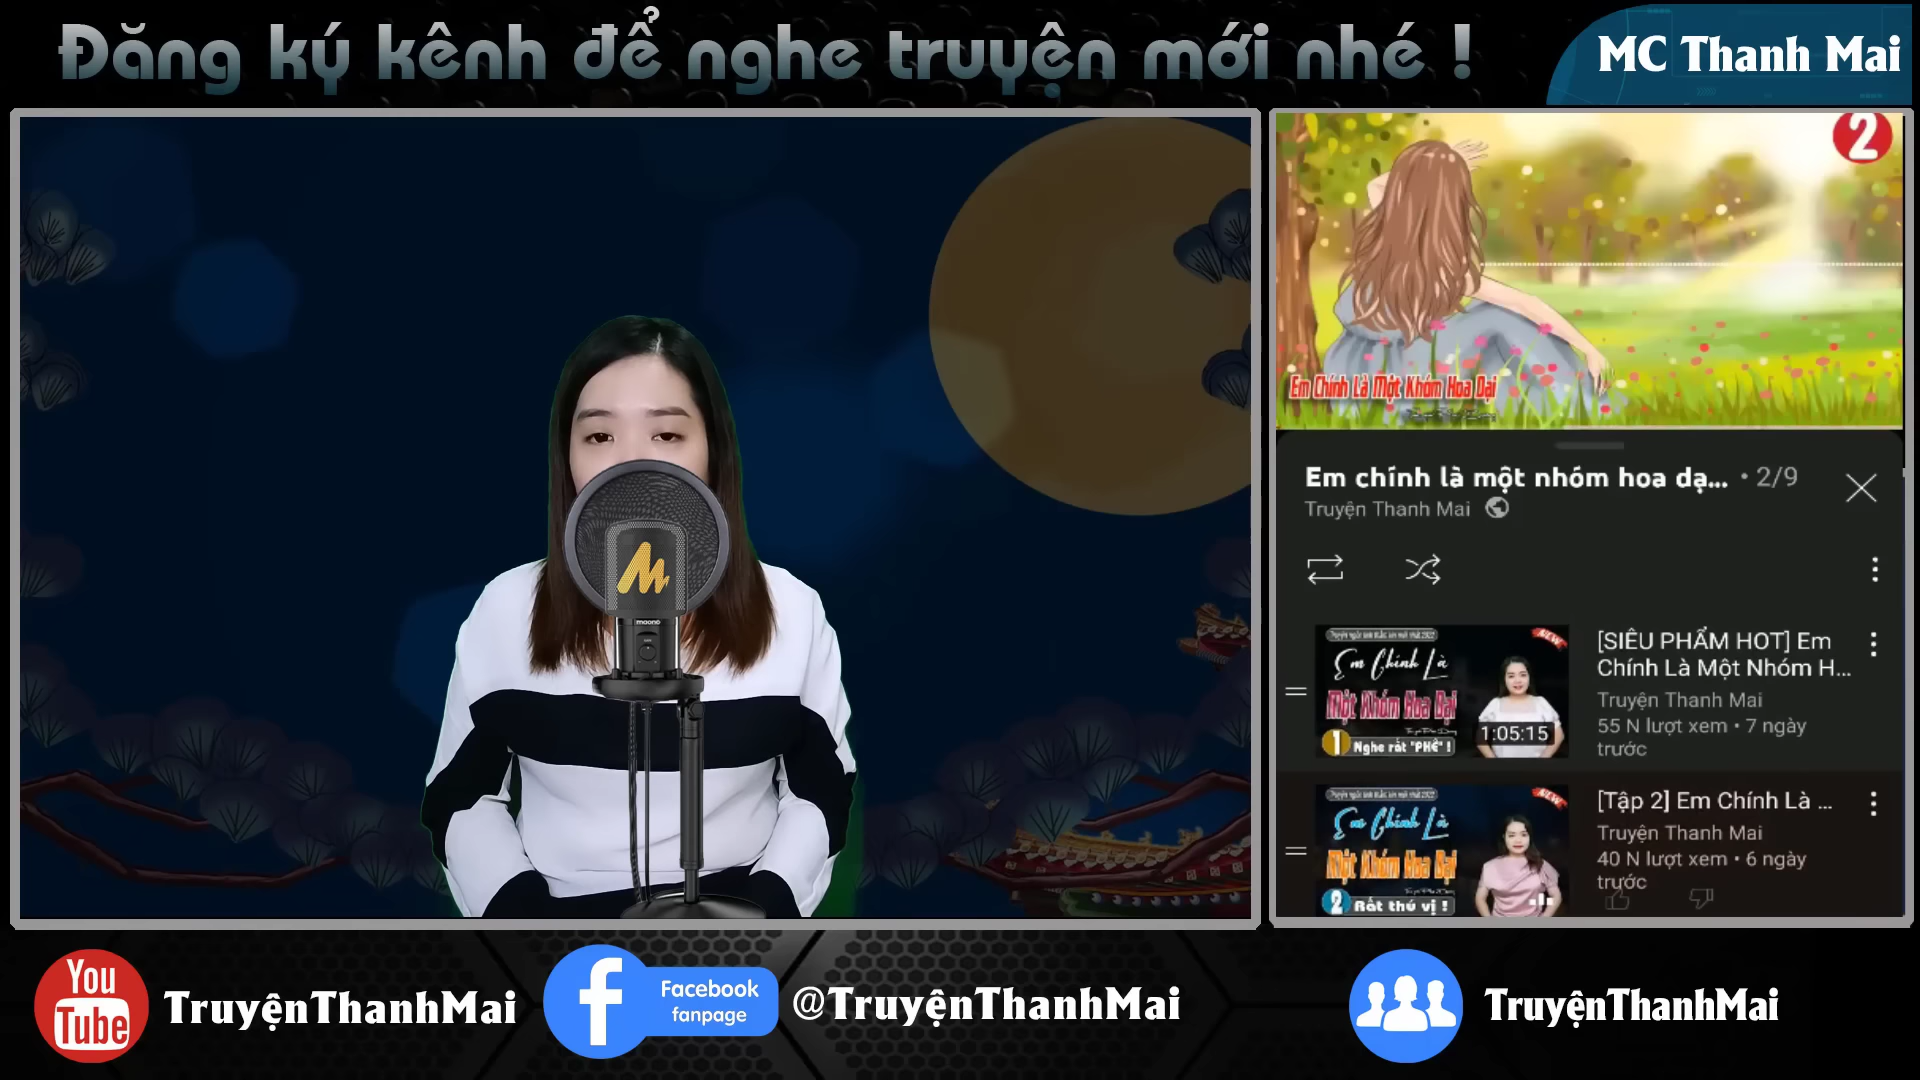 Đăng ký kênh để nghe truyện mới nhé !
MC Thanh Mai
2
Em Chính Là Một Khóm Hoa Dại
Em chính là một nhóm hoa dạ... • 2/9
Truyện Thanh Mai
[SIÊU PHẨM HOT] Em
Chính Là Một Nhóm H...
Truyện Thanh Mai
55 N lượt xem • 7 ngày
trước
NEW
Em Chính Là
Một Khóm Hoa Dại
1 Nghe rất "PHÊ" !
1:05:15
[Tập 2] Em Chính Là ...
Truyện Thanh Mai
40 N lượt xem • 6 ngày
trước
NEW
Em Chính Là
Một Khóm Hoa Dại
2 Rất thú vị !
maono
You
Tube
TruyệnThanhMai
f
Facebook
fanpage
@TruyệnThanhMai
TruyệnThanhMai